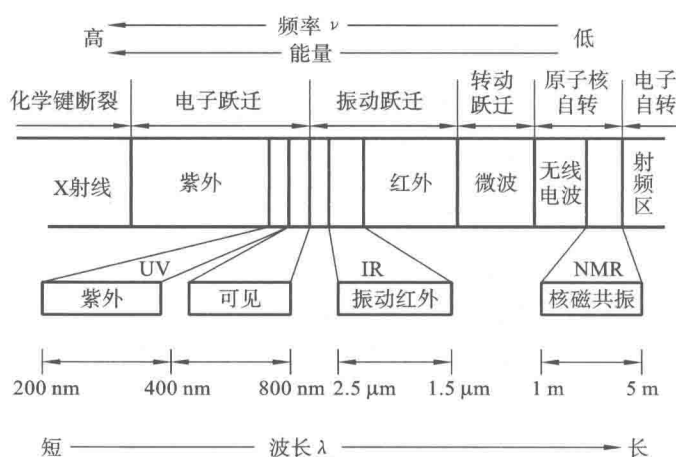 频率 ν
高 低
能量
化学键断裂 电子跃迁 振动跃迁 转动跃迁 原子核自转 电子自转
X射线 紫外 红外 微波 无线电波 射频区
UV IR NMR
紫外 可见 振动红外 核磁共振
200 nm 400 nm 800 nm 2.5 μm 1.5 μm 1 m 5 m
短 波长 λ 长